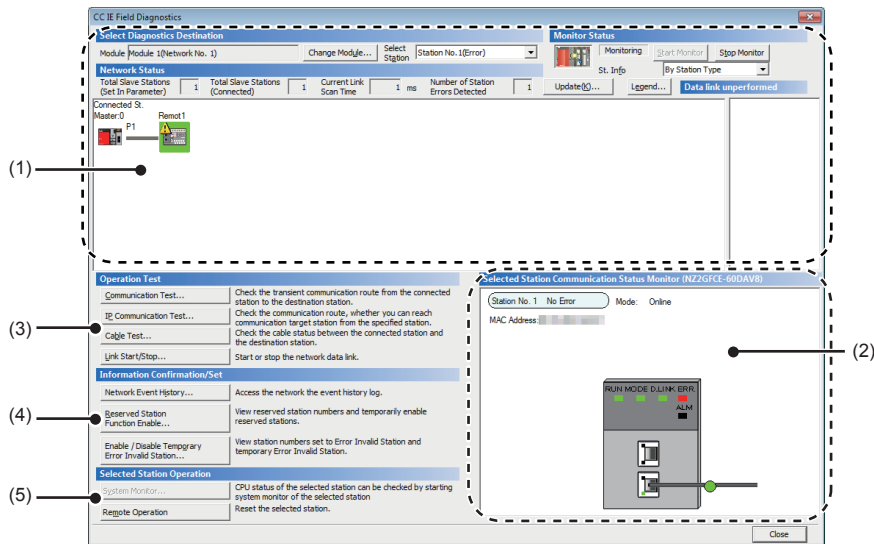 CC IE Field Diagnostics
Select Diagnostics Destination
Monitor Status
Module Module 1(Network No. 1)
Change Module...
Select Station
Station No.1(Error)
Monitoring
Start Monitor
Stop Monitor
St. Info
By Station Type
Network Status
Total Slave Stations (Set In Parameter) 1
Total Slave Stations (Connected) 1
Current Link Scan Time 1 ms
Number of Station Errors Detected 1
Update(K)...
Legend...
Data link unperformed
Connected St.
Master:0
Remot1
P1
(1)
Operation Test
Communication Test...
Check the transient communication route from the connected
station to the destination station.
IP Communication Test...
Check the communication route, whether you can reach
communication target station from the specified station.
Cable Test...
Check the cable status between the connected station and
the destination station.
Link Start/Stop...
Start or stop the network data link.
(3)
Information Confirmation/Set
Network Event History...
Access the network the event history log.
Reserved Station
Function Enable...
View reserved station numbers and temporarily enable
reserved stations.
Enable / Disable Temporary
Error Invalid Station...
View station numbers set to Error Invalid Station and
temporary Error Invalid Station.
(4)
Selected Station Operation
System Monitor...
CPU status of the selected station can be checked by starting
system monitor of the selected station
Remote Operation
Reset the selected station.
(5)
Selected Station Communication Status Monitor (NZ2GFCE-60DAV8)
Station No. 1 No Error
Mode: Online
MAC Address:
(2)
RUN MODE D.LINK ERR.
ALM
Close